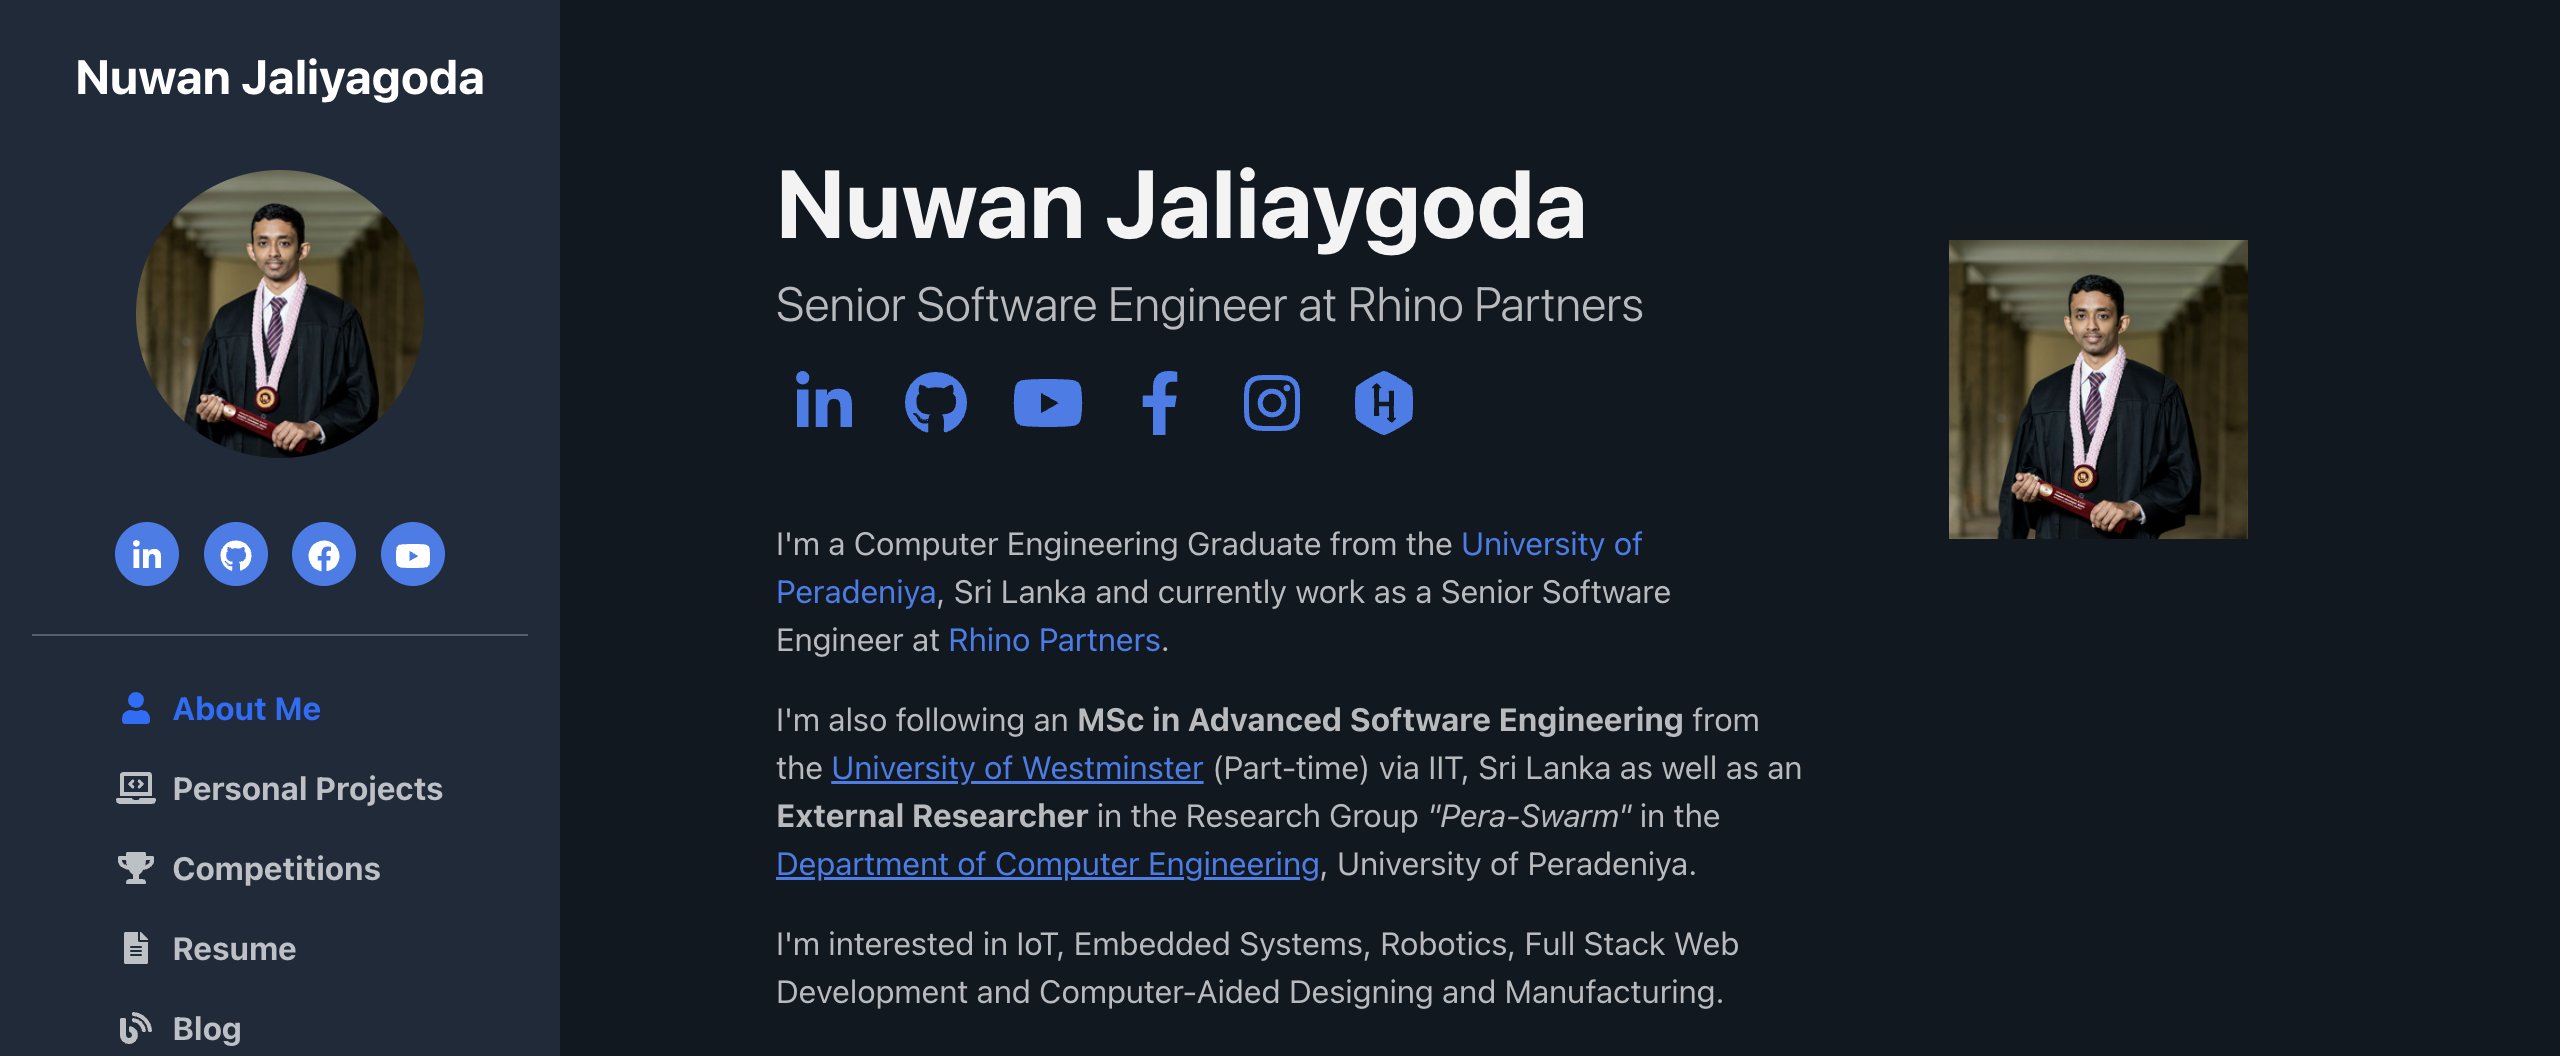 Nuwan Jaliyagoda
About Me
Personal Projects
Competitions
Resume
Blog
Nuwan Jaliaygoda
Senior Software Engineer at Rhino Partners
I'm a Computer Engineering Graduate from the University of
Peradeniya, Sri Lanka and currently work as a Senior Software
Engineer at Rhino Partners.
I'm also following an MSc in Advanced Software Engineering from
the University of Westminster (Part-time) via IIT, Sri Lanka as well as an
External Researcher in the Research Group "Pera-Swarm" in the
Department of Computer Engineering, University of Peradeniya.
I'm interested in IoT, Embedded Systems, Robotics, Full Stack Web
Development and Computer-Aided Designing and Manufacturing.